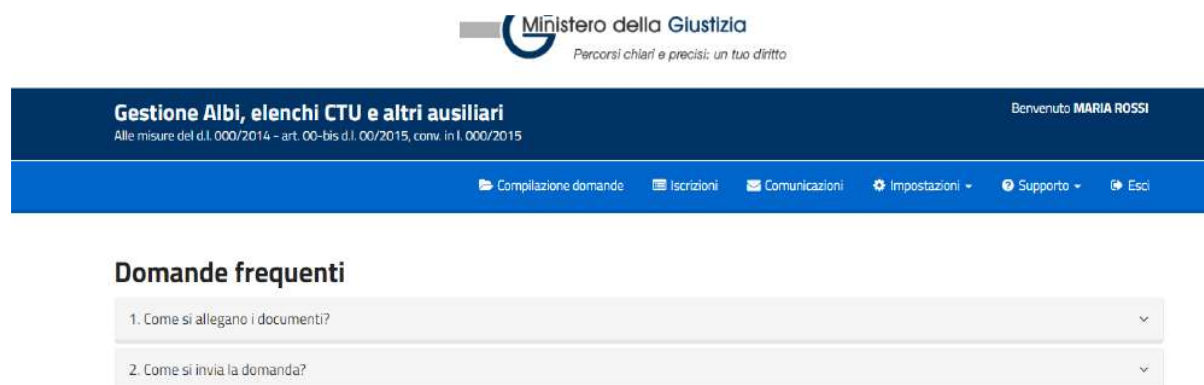 Ministero della Giustizia
Percorsi chiari e precisi: un tuo diritto
Gestione Albi, elenchi CTU e altri ausiliari
Benvenuto MARIA ROSSI
Alle misure del d.l. 000/2014 - art. 00-bis d.l. 00/2015, conv. in l. 000/2015
Compilazione domande Iscrizioni Comunicazioni Impostazioni Supporto Esci
Domande frequenti
1. Come si allegano i documenti?
2. Come si invia la domanda?